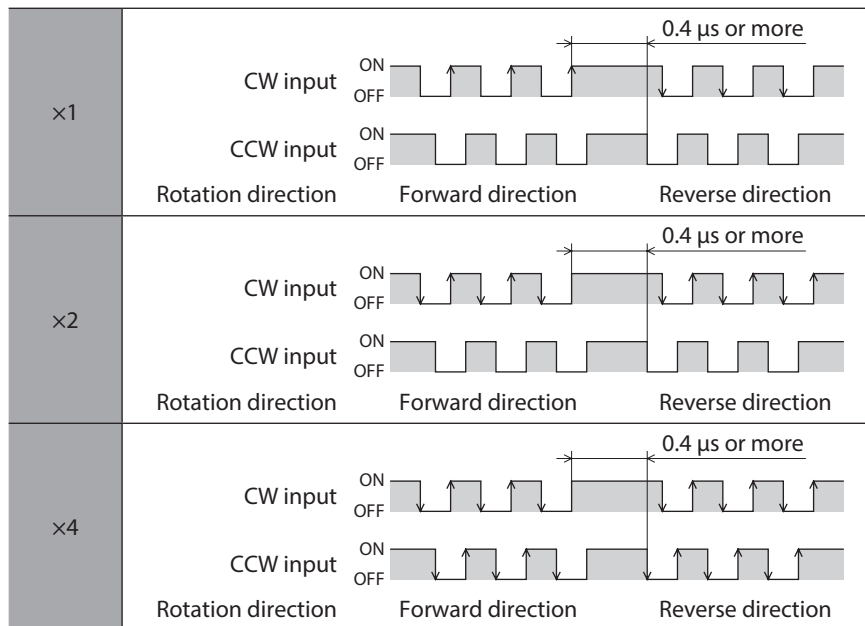 0.4 µs or more
ON
CW input
OFF
ON
CCW input
OFF
×1
Rotation direction Forward direction Reverse direction
0.4 µs or more
ON
CW input
OFF
ON
CCW input
OFF
×2
Rotation direction Forward direction Reverse direction
0.4 µs or more
ON
CW input
OFF
ON
CCW input
OFF
×4
Rotation direction Forward direction Reverse direction